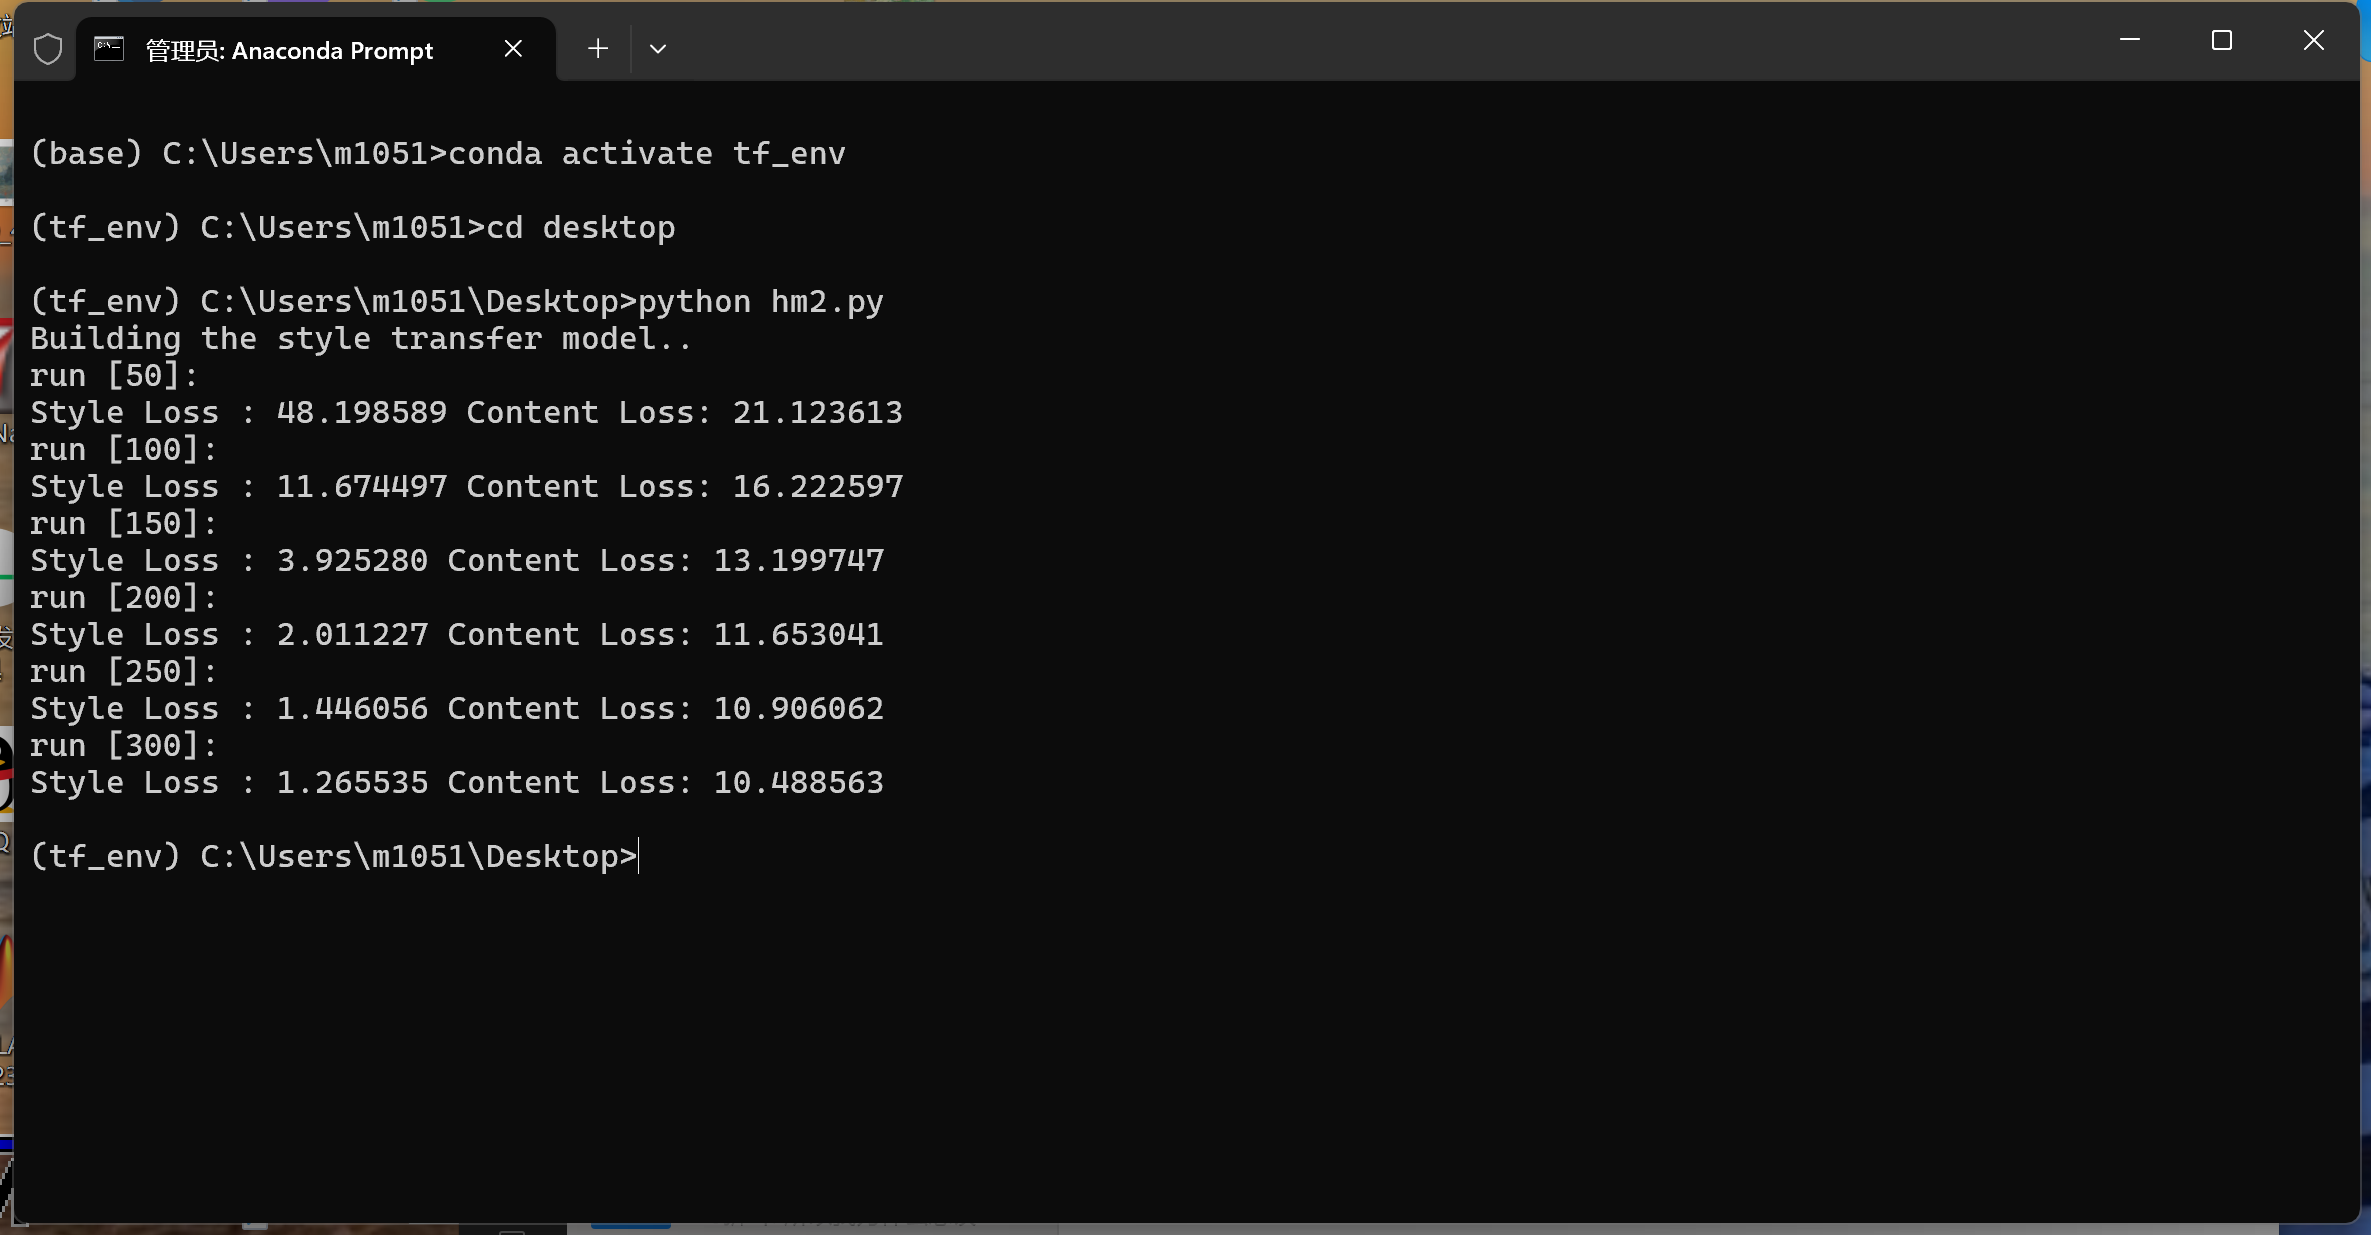 管理员: Anaconda Prompt
(base) C:\Users\m1051>conda activate tf_env
(tf_env) C:\Users\m1051>cd desktop
(tf_env) C:\Users\m1051\Desktop>python hm2.py
Building the style transfer model..
run [50]:
Style Loss : 48.198589 Content Loss: 21.123613
run [100]:
Style Loss : 11.674497 Content Loss: 16.222597
run [150]:
Style Loss : 3.925280 Content Loss: 13.199747
run [200]:
Style Loss : 2.011227 Content Loss: 11.653041
run [250]:
Style Loss : 1.446056 Content Loss: 10.906062
run [300]:
Style Loss : 1.265535 Content Loss: 10.488563
(tf_env) C:\Users\m1051\Desktop>